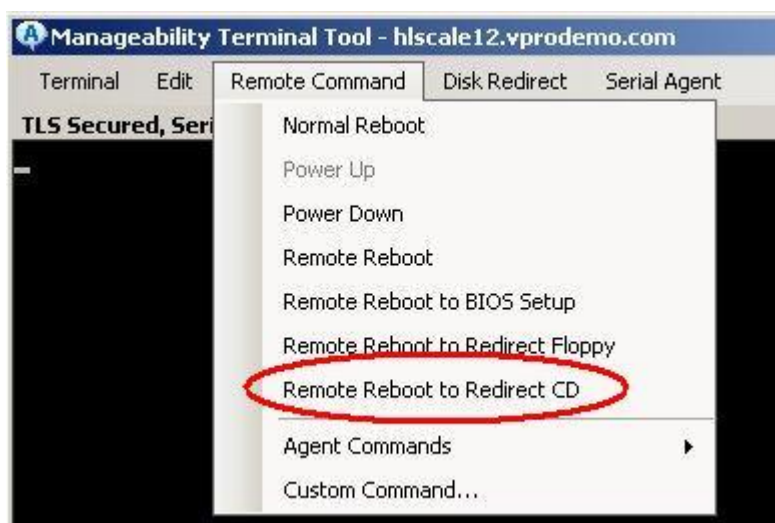 Manageability Terminal Tool - hlscale12.vprodemo.com
Terminal Edit Remote Command Disk Redirect Serial Agent
TLS Secured, Seri
Normal Reboot
Power Up
Power Down
Remote Reboot
Remote Reboot to BIOS Setup
Remote Reboot to Redirect Floppy
Remote Reboot to Redirect CD
Agent Commands
Custom Command...